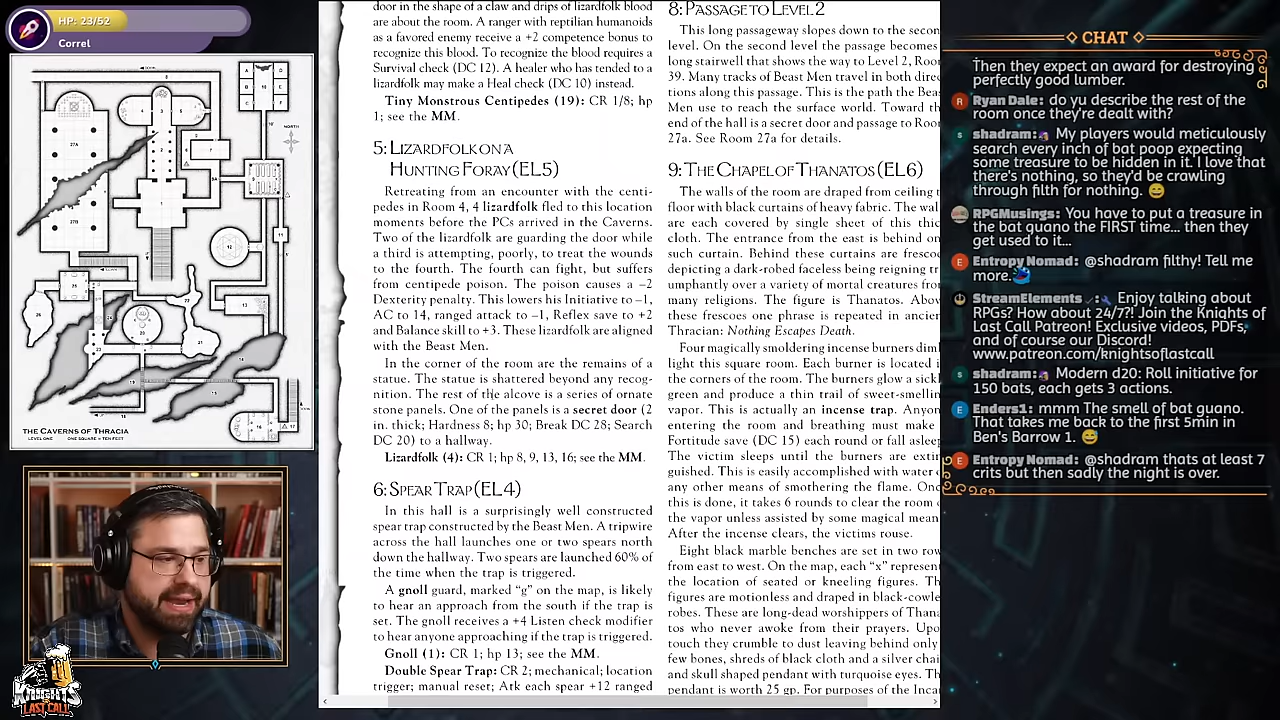 HP: 23/52
Correl
NORTH
THE CAVERNS OF THRACIA
LEVEL ONE ONE SQUARE = TEN FEET
KNIGHTS
LAST CALL
door in the shape of a claw and drips of lizardfolk blood
are about the room. A ranger with reptilian humanoids
as a favored enemy receive a +2 competence bonus to
recognize this blood. To recognize the blood requires a
Survival check (DC 12). A healer who has tended to a
lizardfolk may make a Heal check (DC 10) instead.
Tiny Monstrous Centipedes (19): CR 1/8; hp
1; see the MM.
5: LIZARDFOLK ON A
HUNTING FORAY (EL5)
Retreating from an encounter with the centi-
pedes in Room 4, 4 lizardfolk fled to this location
moments before the PCs arrived in the Caverns.
Two of the lizardfolk are guarding the door while
a third is attempting, poorly, to treat the wounds
to the fourth. The fourth can fight, but suffers
from centipede poison. The poison causes a –2
Dexterity penalty. This lowers his Initiative to –1,
AC to 14, ranged attack to –1, Reflex save to +2
and Balance skill to +3. These lizardfolk are aligned
with the Beast Men.
In the corner of the room are the remains of a
statue. The statue is shattered beyond any recog-
nition. The rest of the alcove is a series of ornate
stone panels. One of the panels is a secret door (2
in. thick; Hardness 8; hp 30; Break DC 28; Search
DC 20) to a hallway.
Lizardfolk (4): CR 1; hp 8, 9, 13, 16; see the MM.
6: SPEAR TRAP (EL4)
In this hall is a surprisingly well constructed
spear trap constructed by the Beast Men. A tripwire
across the hall launches one or two spears north
down the hallway. Two spears are launched 60% of
the time when the trap is triggered.
A gnoll guard, marked “g” on the map, is likely
to hear an approach from the south if the trap is
set. The gnoll receives a +4 Listen check modifier
to hear anyone approaching if the trap is triggered.
Gnoll (1): CR 1; hp 13; see the MM.
Double Spear Trap: CR 2; mechanical; location
trigger; manual reset; Atk each spear +12 ranged
8: PASSAGE TO LEVEL 2
This long passageway slopes down to the secon
level. On the second level the passage becomes
long stairwell that shows the way to Level 2, Roo
39. Many tracks of Beast Men travel in both direc
tions along this passage. This is the path the Beas
Men use to reach the surface world. Toward th
end of the hall is a secret door and passage to Roo
27a. See Room 27a for details.
9: THE CHAPEL OF THANATOS (EL6)
The walls of the room are draped from ceiling t
floor with black curtains of heavy fabric. The wal
are each covered by single sheet of this thic
cloth. The entrance from the east is behind on
such curtain. Behind these curtains are fresco
depicting a dark-robed faceless being reigning tr
umphantly over a variety of mortal creatures from
many religions. The figure is Thanatos. Abov
these frescoes one phrase is repeated in ancien
Thracian: Nothing Escapes Death.
Four magically smoldering incense burners dim
light this square room. Each burner is located i
the corners of the room. The burners glow a sickl
green and produce a thin trail of sweet-smellin
vapor. This is actually an incense trap. Anyon
entering the room and breathing must make
Fortitude save (DC 15) each round or fall aslee
The victim sleeps until the burners are extin
guished. This is easily accomplished with water o
any other means of smothering the flame. Onc
this is done, it takes 6 rounds to clear the room o
the vapor unless assisted by some magical mean
After the incense clears, the victims rouse.
Eight black marble benches are set in two row
from east to west. On the map, each “x” represen
the location of seated or kneeling figures. Th
figures are motionless and draped in black-cowle
robes. These are long-dead worshippers of Thana
tos who never awoke from their prayers. Upo
touch they crumble to dust leaving behind only
few bones, shreds of black cloth and a silver chai
and skull shaped pendant with turquoise eyes. Th
pendant is worth 25 gp. For purposes of the Incan
CHAT
Then they expect an award for destroying
perfectly good lumber.
Ryan Dale: do yu describe the rest of the
room once they're dealt with?
shadram: My players would meticulously
search every inch of bat poop expecting
some treasure to be hidden in it. I love that
there's nothing, so they'd be crawling
through filth for nothing. 😄
RPGMusings: You have to put a treasure in
the bat guano the FIRST time... then they
get used to it...
Entropy Nomad: @shadram filthy! Tell me
more.
StreamElements: Enjoy talking about
RPGs? How about 24/7?! Join the Knights of
Last Call Patreon! Exclusive videos, PDFs,
and of course our Discord!
www.patreon.com/knightsoflastcall
shadram: Modern d20: Roll initiative for
150 bats, each gets 3 actions.
Enders1: mmm The smell of bat guano.
That takes me back to the first 5min in
Ben's Barrow 1. 😄
Entropy Nomad: @shadram thats at least 7
crits but then sadly the night is over.